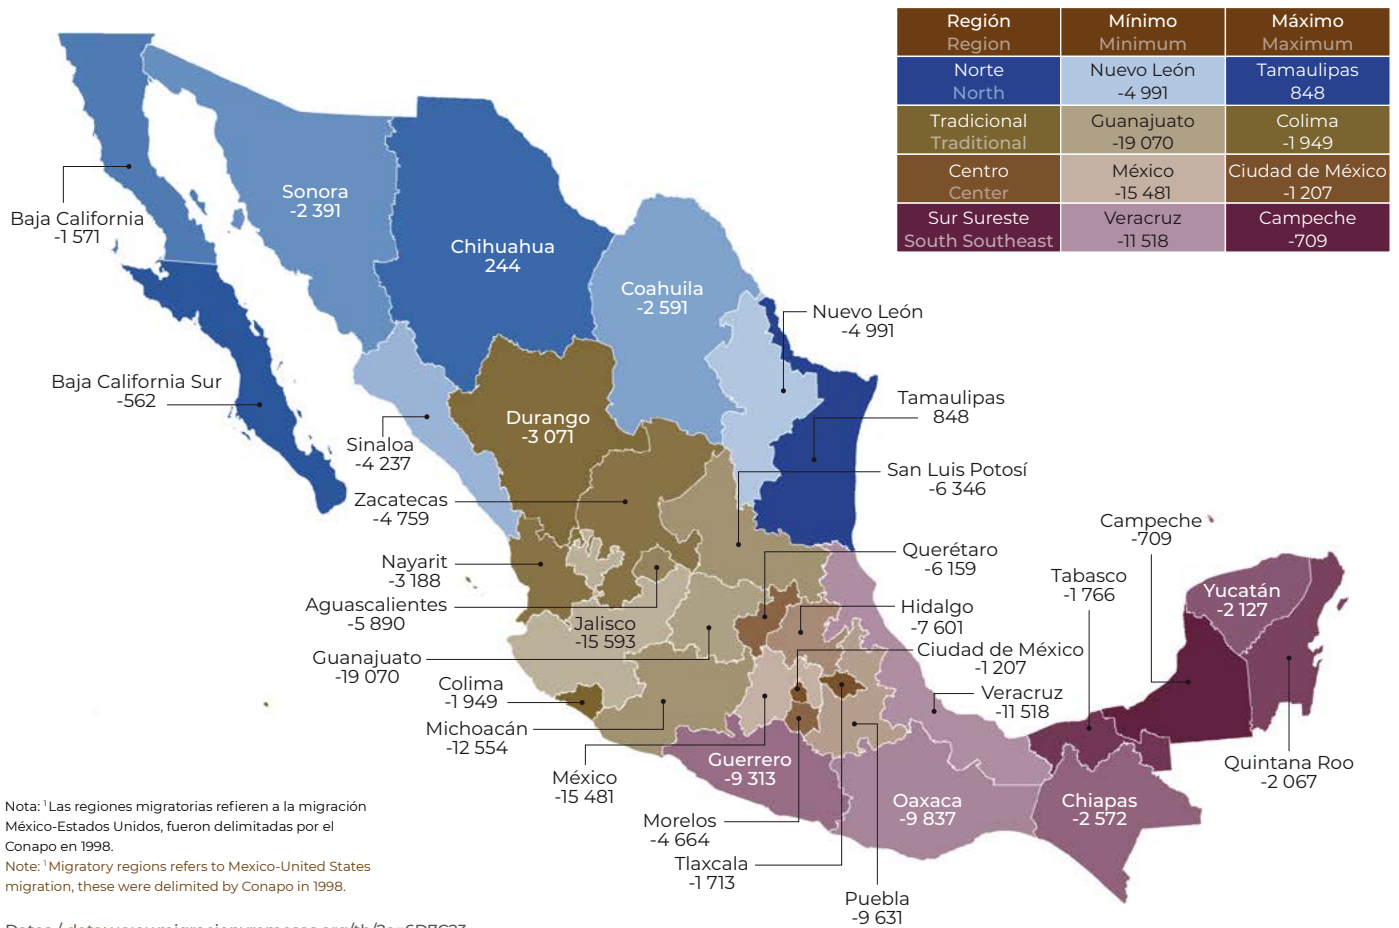 Región Mínimo Máximo
Region Minimum Maximum
Norte Nuevo León Tamaulipas
North -4 991 848
Tradicional Guanajuato Colima
Traditional -19 070 -1 949
Centro México Ciudad de México
Center -15 481 -1 207
Sur Sureste Veracruz Campeche
South Southeast -11 518 -709
Baja California
-1 571
Sonora
-2 391
Chihuahua
244
Coahuila
-2 591
Nuevo León
-4 991
Baja California Sur
-562
Sinaloa
-4 237
Durango
-3 071
Tamaulipas
848
Zacatecas
-4 759
San Luis Potosí
-6 346
Nayarit
-3 188
Querétaro
-6 159
Campeche
-709
Tabasco
-1 766
Yucatán
-2 127
Aguascalientes
-5 890
Jalisco
-15 593
Hidalgo
-7 601
Guanajuato
-19 070
Ciudad de México
-1 207
Colima
-1 949
Veracruz
-11 518
Michoacán
-12 554
México
-15 481
Guerrero
-9 313
Quintana Roo
-2 067
Oaxaca
-9 837
Chiapas
-2 572
Morelos
-4 664
Tlaxcala
-1 713
Puebla
-9 631
Nota: ¹ Las regiones migratorias refieren a la migración
México-Estados Unidos, fueron delimitadas por el
Conapo en 1998.
Note: ¹ Migratory regions refers to Mexico-United States
migration, these were delimited by Conapo in 1998.